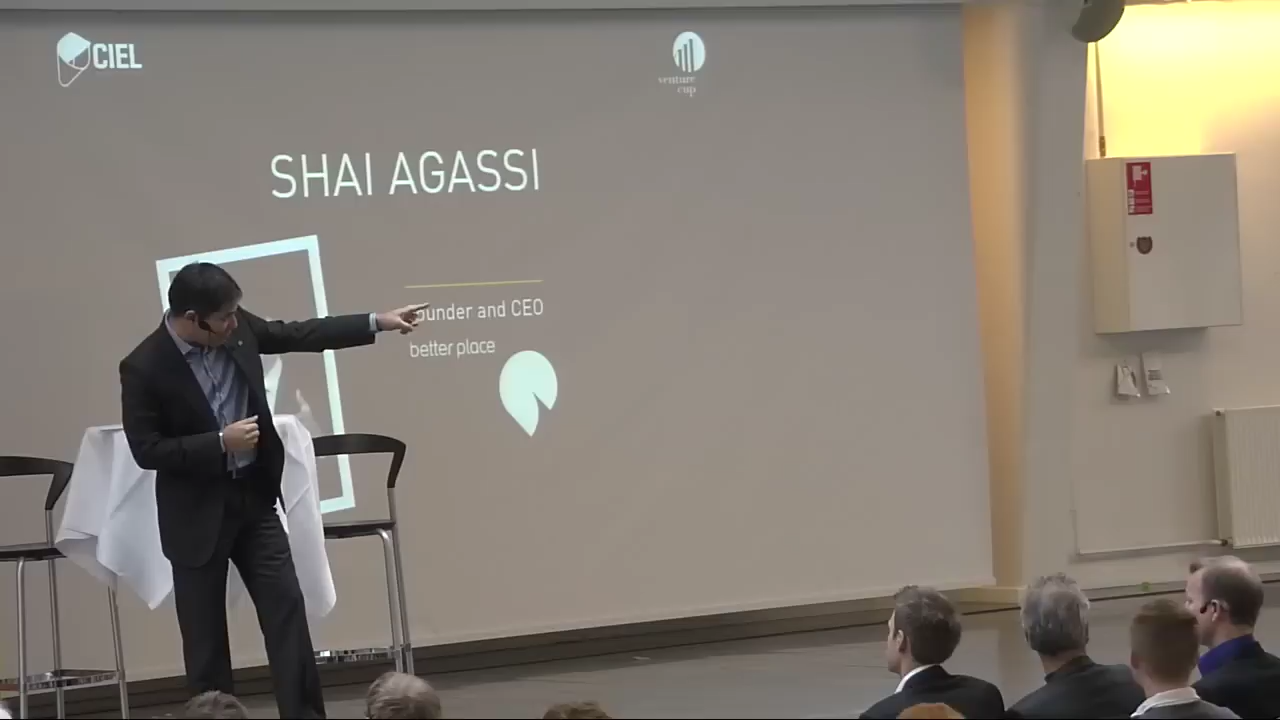 CIEL
venture
cup
SHAI AGASSI
ounder and CEO
better place